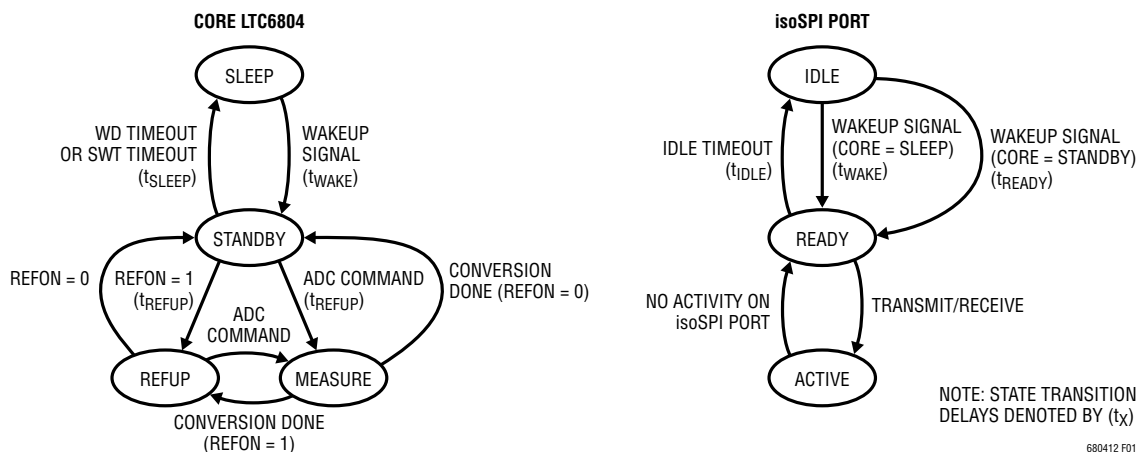 CORE LTC6804
SLEEP
WD TIMEOUT
OR SWT TIMEOUT
(tSLEEP)
WAKEUP
SIGNAL
(tWAKE)
STANDBY
REFON = 0
REFON = 1
(tREFUP)
ADC COMMAND
(tREFUP)
CONVERSION
DONE (REFON = 0)
ADC
COMMAND
REFUP
MEASURE
CONVERSION DONE
(REFON = 1)
isoSPI PORT
IDLE
IDLE TIMEOUT
(tIDLE)
WAKEUP SIGNAL
(CORE = SLEEP)
(tWAKE)
WAKEUP SIGNAL
(CORE = STANDBY)
(tREADY)
READY
NO ACTIVITY ON
isoSPI PORT
TRANSMIT/RECEIVE
ACTIVE
NOTE: STATE TRANSITION
DELAYS DENOTED BY (tX)
680412 F01